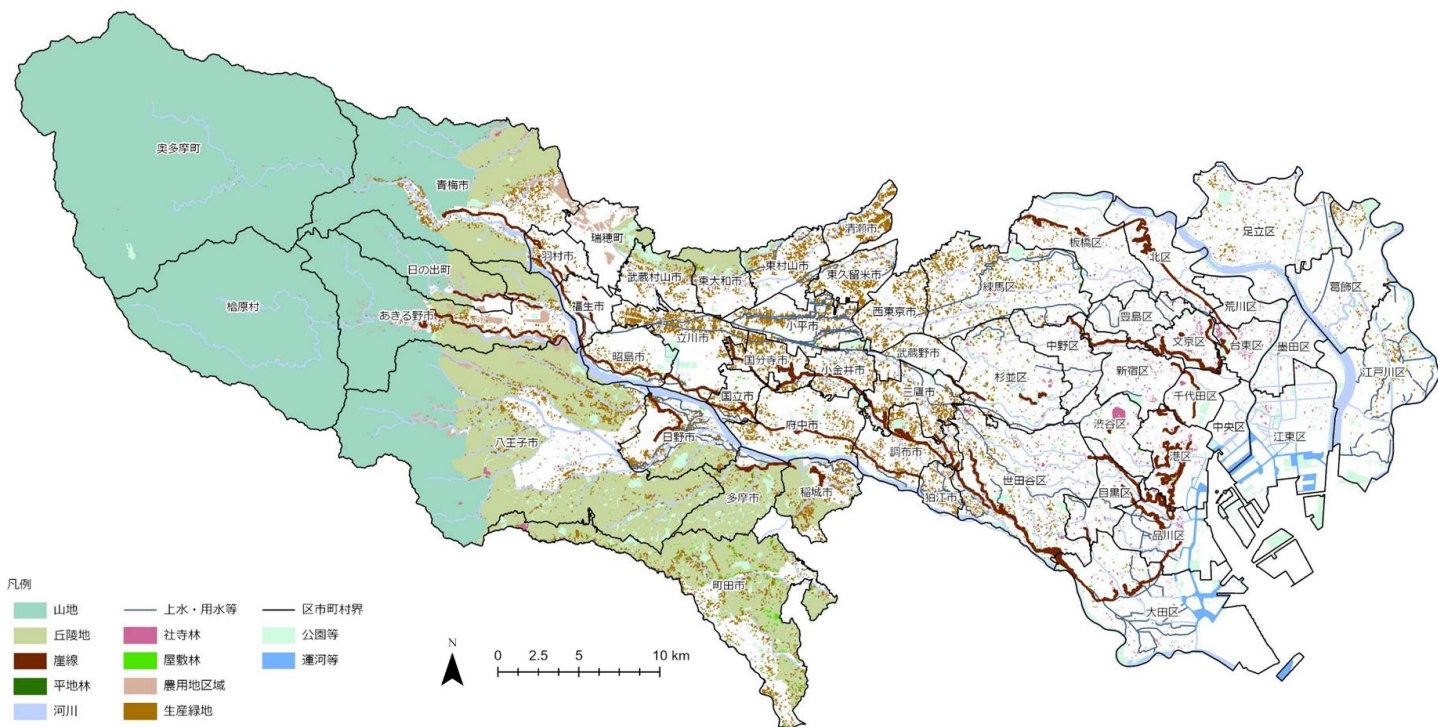 奥多摩町
青梅市
檜原村
日の出町
あきる野市
羽村市
瑞穂町
福生市
武蔵村山市
東大和市
東村山市
清瀬市
東久留米市
西東京市
小平市
立川市
昭島市
国分寺市
小金井市
武蔵野市
三鷹市
国立市
府中市
調布市
狛江市
八王子市
日野市
多摩市
稲城市
町田市
練馬区
板橋区
北区
足立区
葛飾区
荒川区
豊島区
文京区
台東区
墨田区
江戸川区
中野区
杉並区
新宿区
千代田区
渋谷区
中央区
江東区
港区
世田谷区
目黒区
品川区
大田区
凡例
山地
丘陵地
崖線
平地林
河川
上水・用水等
社寺林
屋敷林
農用地区域
生産緑地
区市町村界
公園等
運河等
N
0 2.5 5 10 km